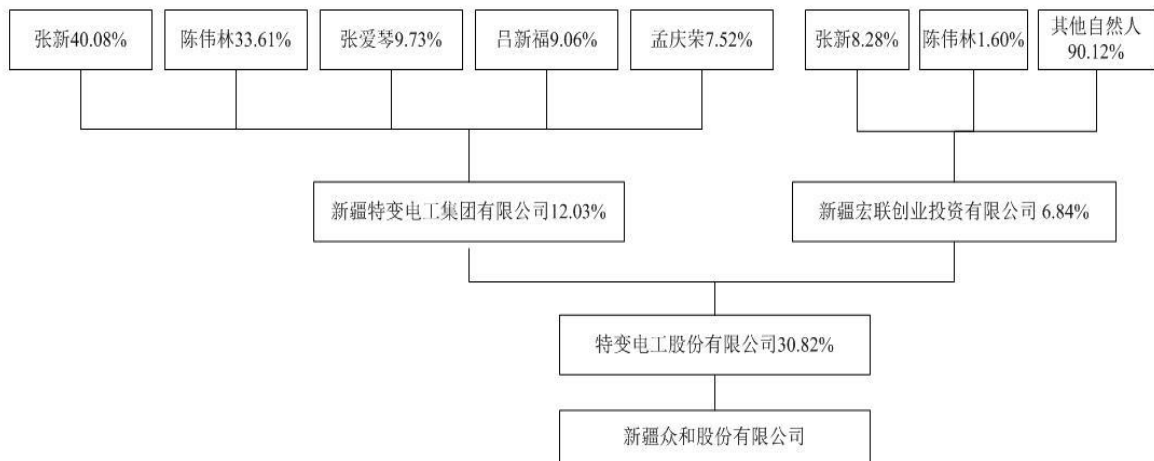 张新40.08%
陈伟林33.61%
张爱琴9.73%
吕新福9.06%
孟庆荣7.52%
张新8.28%
陈伟林1.60%
其他自然人
90.12%
新疆特变电工集团有限公司12.03%
新疆宏联创业投资有限公司 6.84%
特变电工股份有限公司30.82%
新疆众和股份有限公司